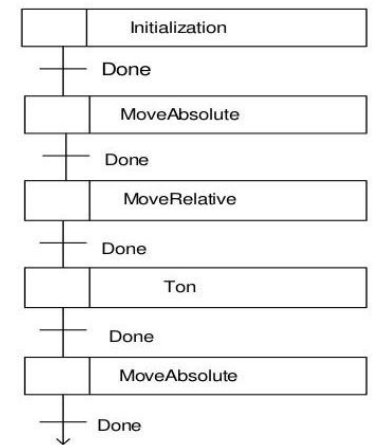 Initialization
Done
MoveAbsolute
Done
MoveRelative
Done
Ton
Done
MoveAbsolute
Done